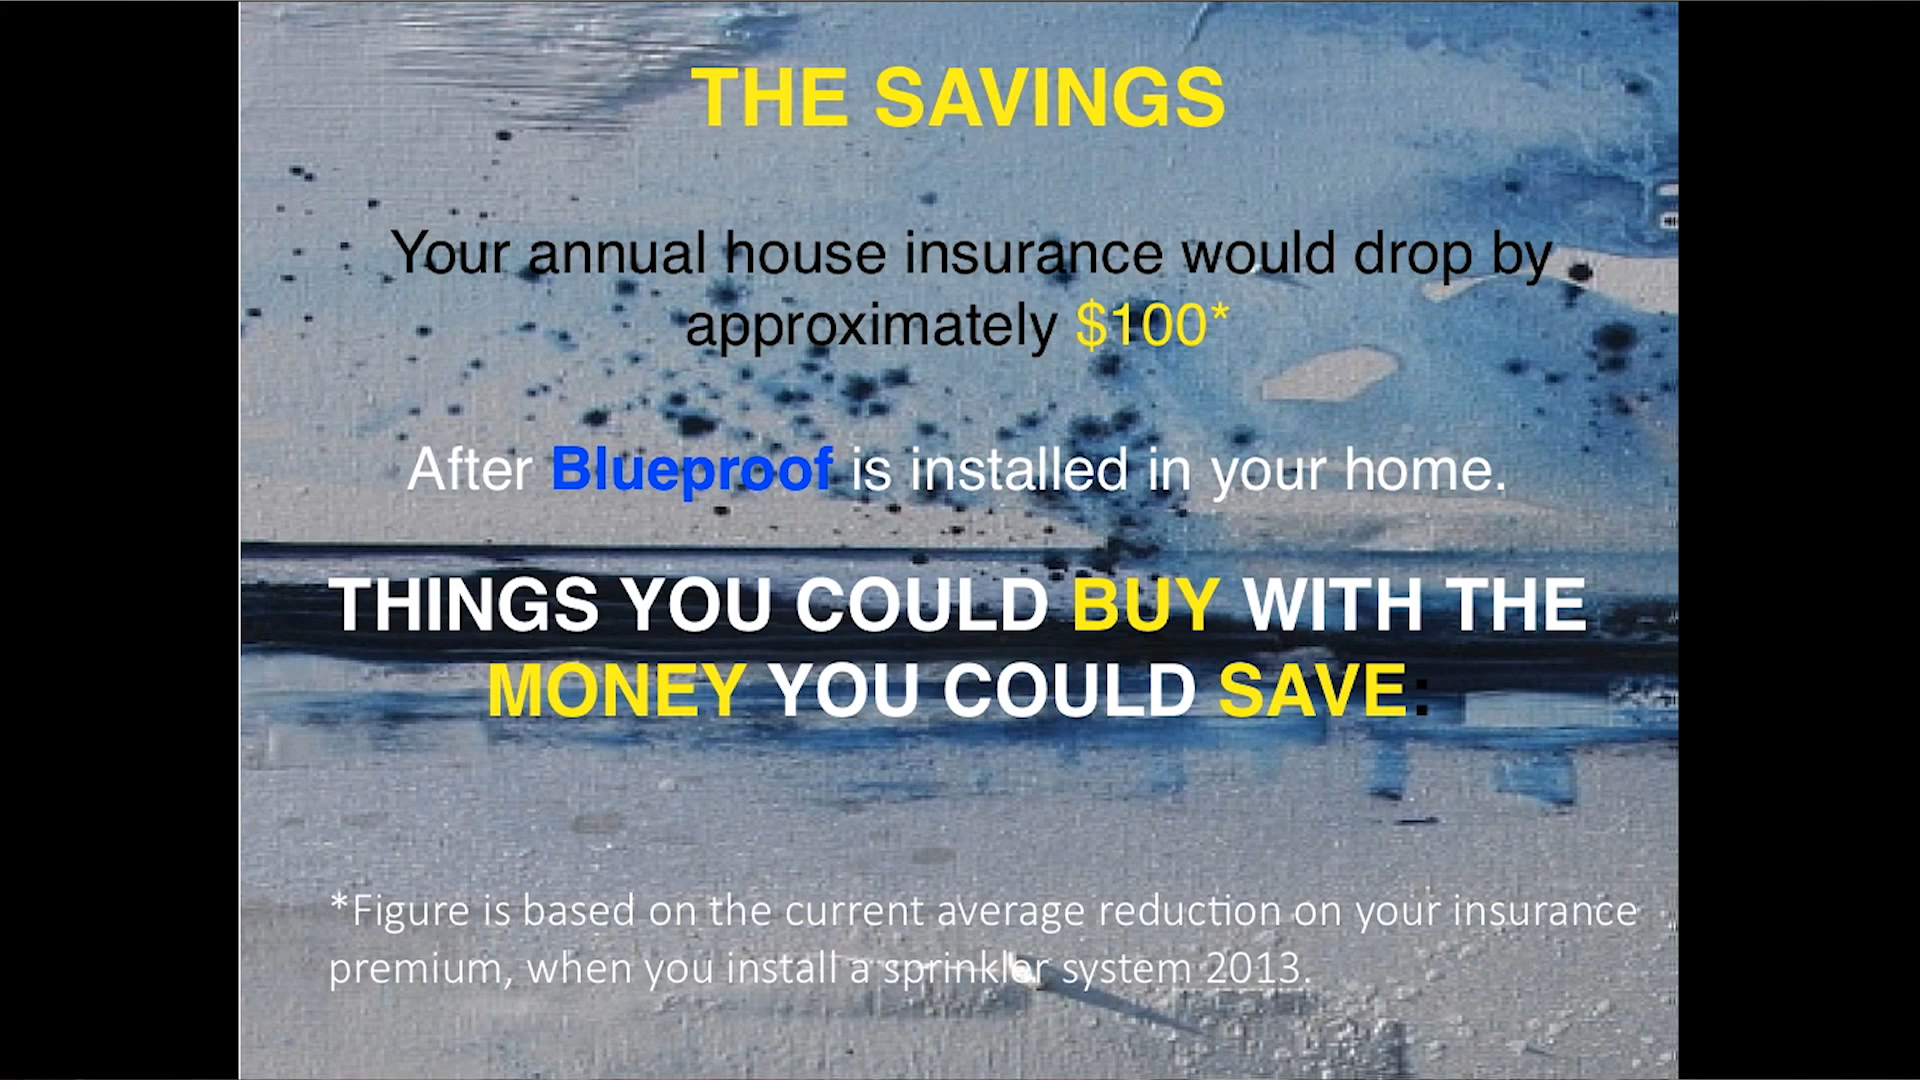 THE SAVINGS
Your annual house insurance would drop by
approximately $100*
After Blueproof is installed in your home.
THINGS YOU COULD BUY WITH THE
MONEY YOU COULD SAVE:
*Figure is based on the current average reduction on your insurance
premium, when you install a sprinkler system 2013.